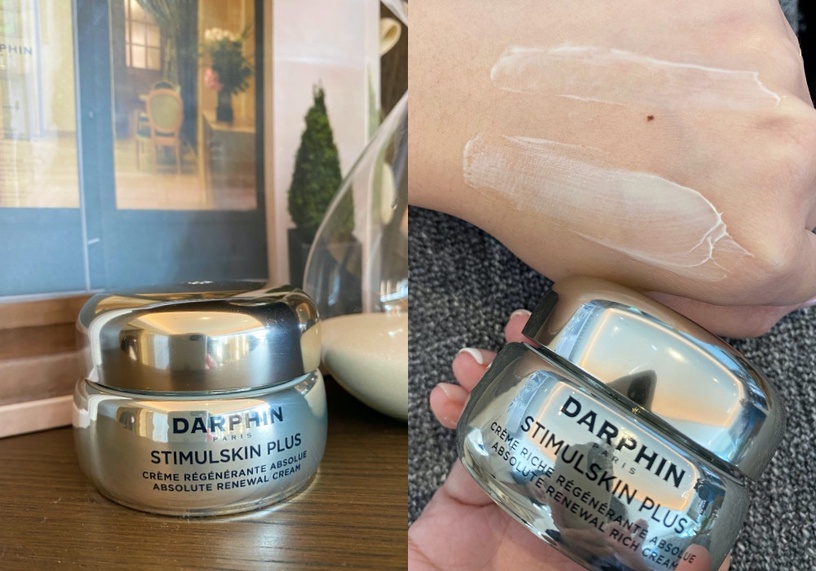 PHIN
DARPHIN
PARIS
STIMULSKIN PLUS
CRÈME RÉGÉNÉRANTE ABSOLUE
ABSOLUTE RENEWAL CREAM
DARPHIN
PARIS
STIMULSKIN PLUS
CRÈME RICHE RÉGÉNÉRANTE ABSOLUE
ABSOLUTE RENEWAL RICH CREAM